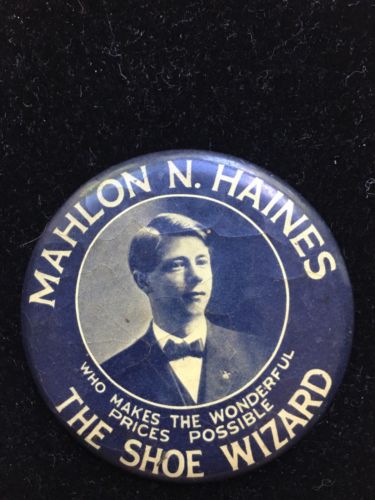 MAHLON N. HAINES
WHO MAKES THE WONDERFUL
PRICES POSSIBLE
THE SHOE WIZARD